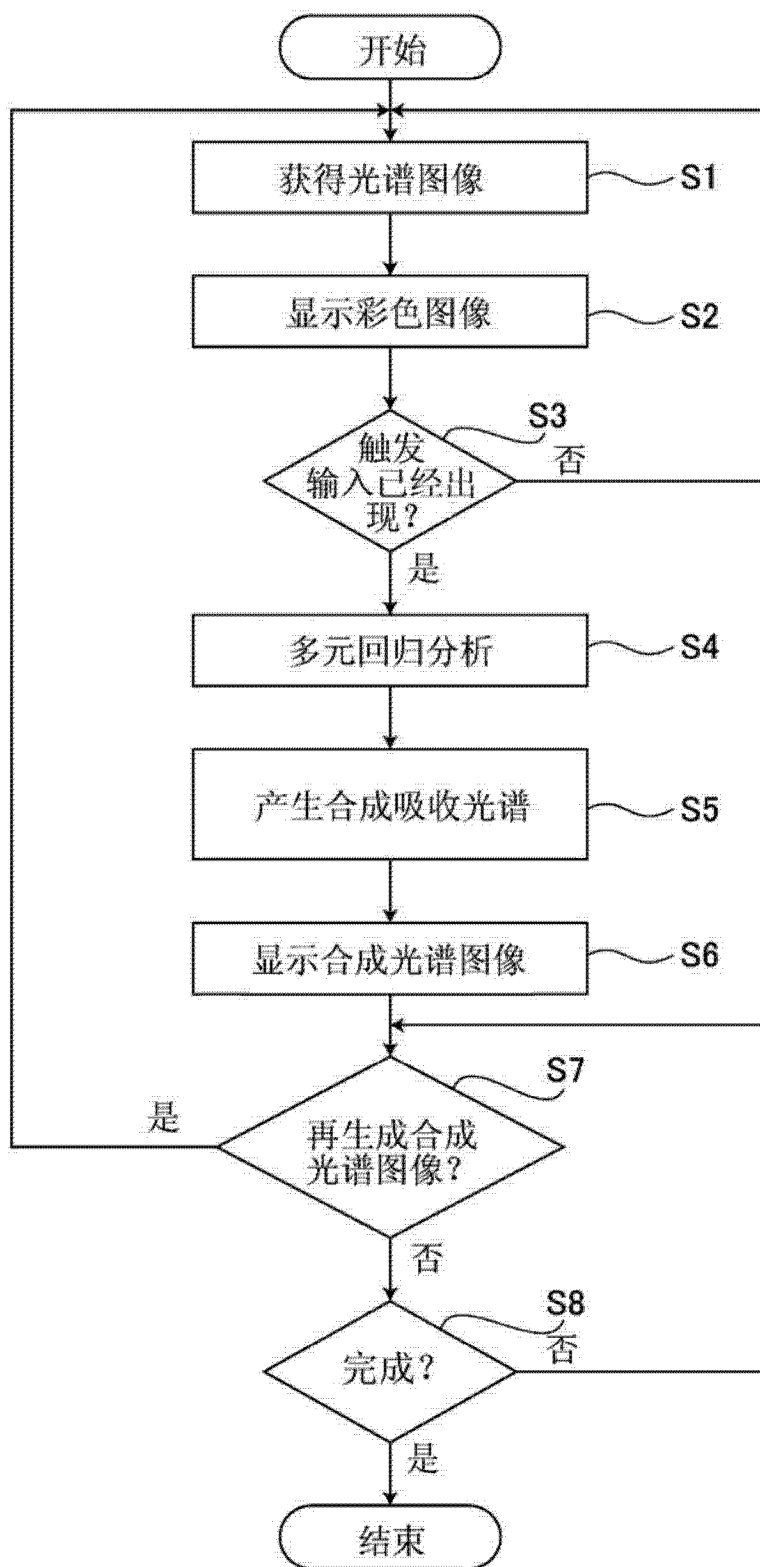 开始
获得光谱图像
S1
显示彩色图像
S2
S3
触发
输入已经出
现？
否
是
多元回归分析
S4
产生合成吸收光谱
S5
显示合成光谱图像
S6
S7
是
再生成合成
光谱图像？
否
S8
完成？
否
是
结束